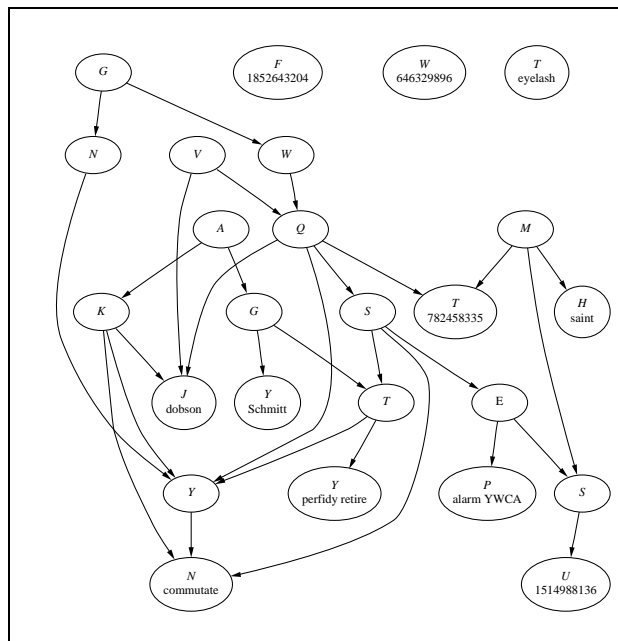 F
1852643204
W
646329896
T
eyelash
G
N
V
W
A
Q
M
K
G
S
T
782458335
H
saint
J
dobson
Y
Schmitt
T
E
Y
Y
perfidy retire
P
alarm YWCA
S
N
commutate
U
1514988136